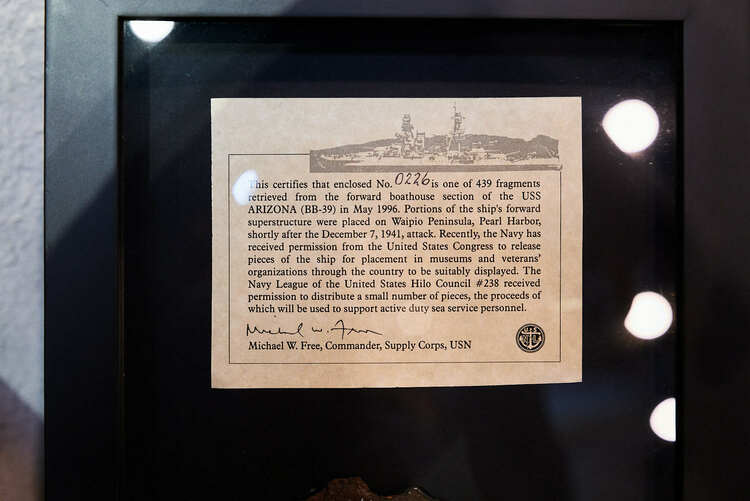 This certifies that enclosed No. 0226 is one of 439 fragments
retrieved from the forward boathouse section of the USS
ARIZONA (BB-39) in May 1996. Portions of the ship's forward
superstructure were placed on Waipio Peninsula, Pearl Harbor,
shortly after the December 7, 1941, attack. Recently, the Navy has
received permission from the United States Congress to release
pieces of the ship for placement in museums and veterans'
organizations through the country to be suitably displayed. The
Navy League of the United States Hilo Council #238 received
permission to distribute a small number of pieces, the proceeds of
which will be used to support active duty sea service personnel.
Michael W. Free
Michael W. Free, Commander, Supply Corps, USN